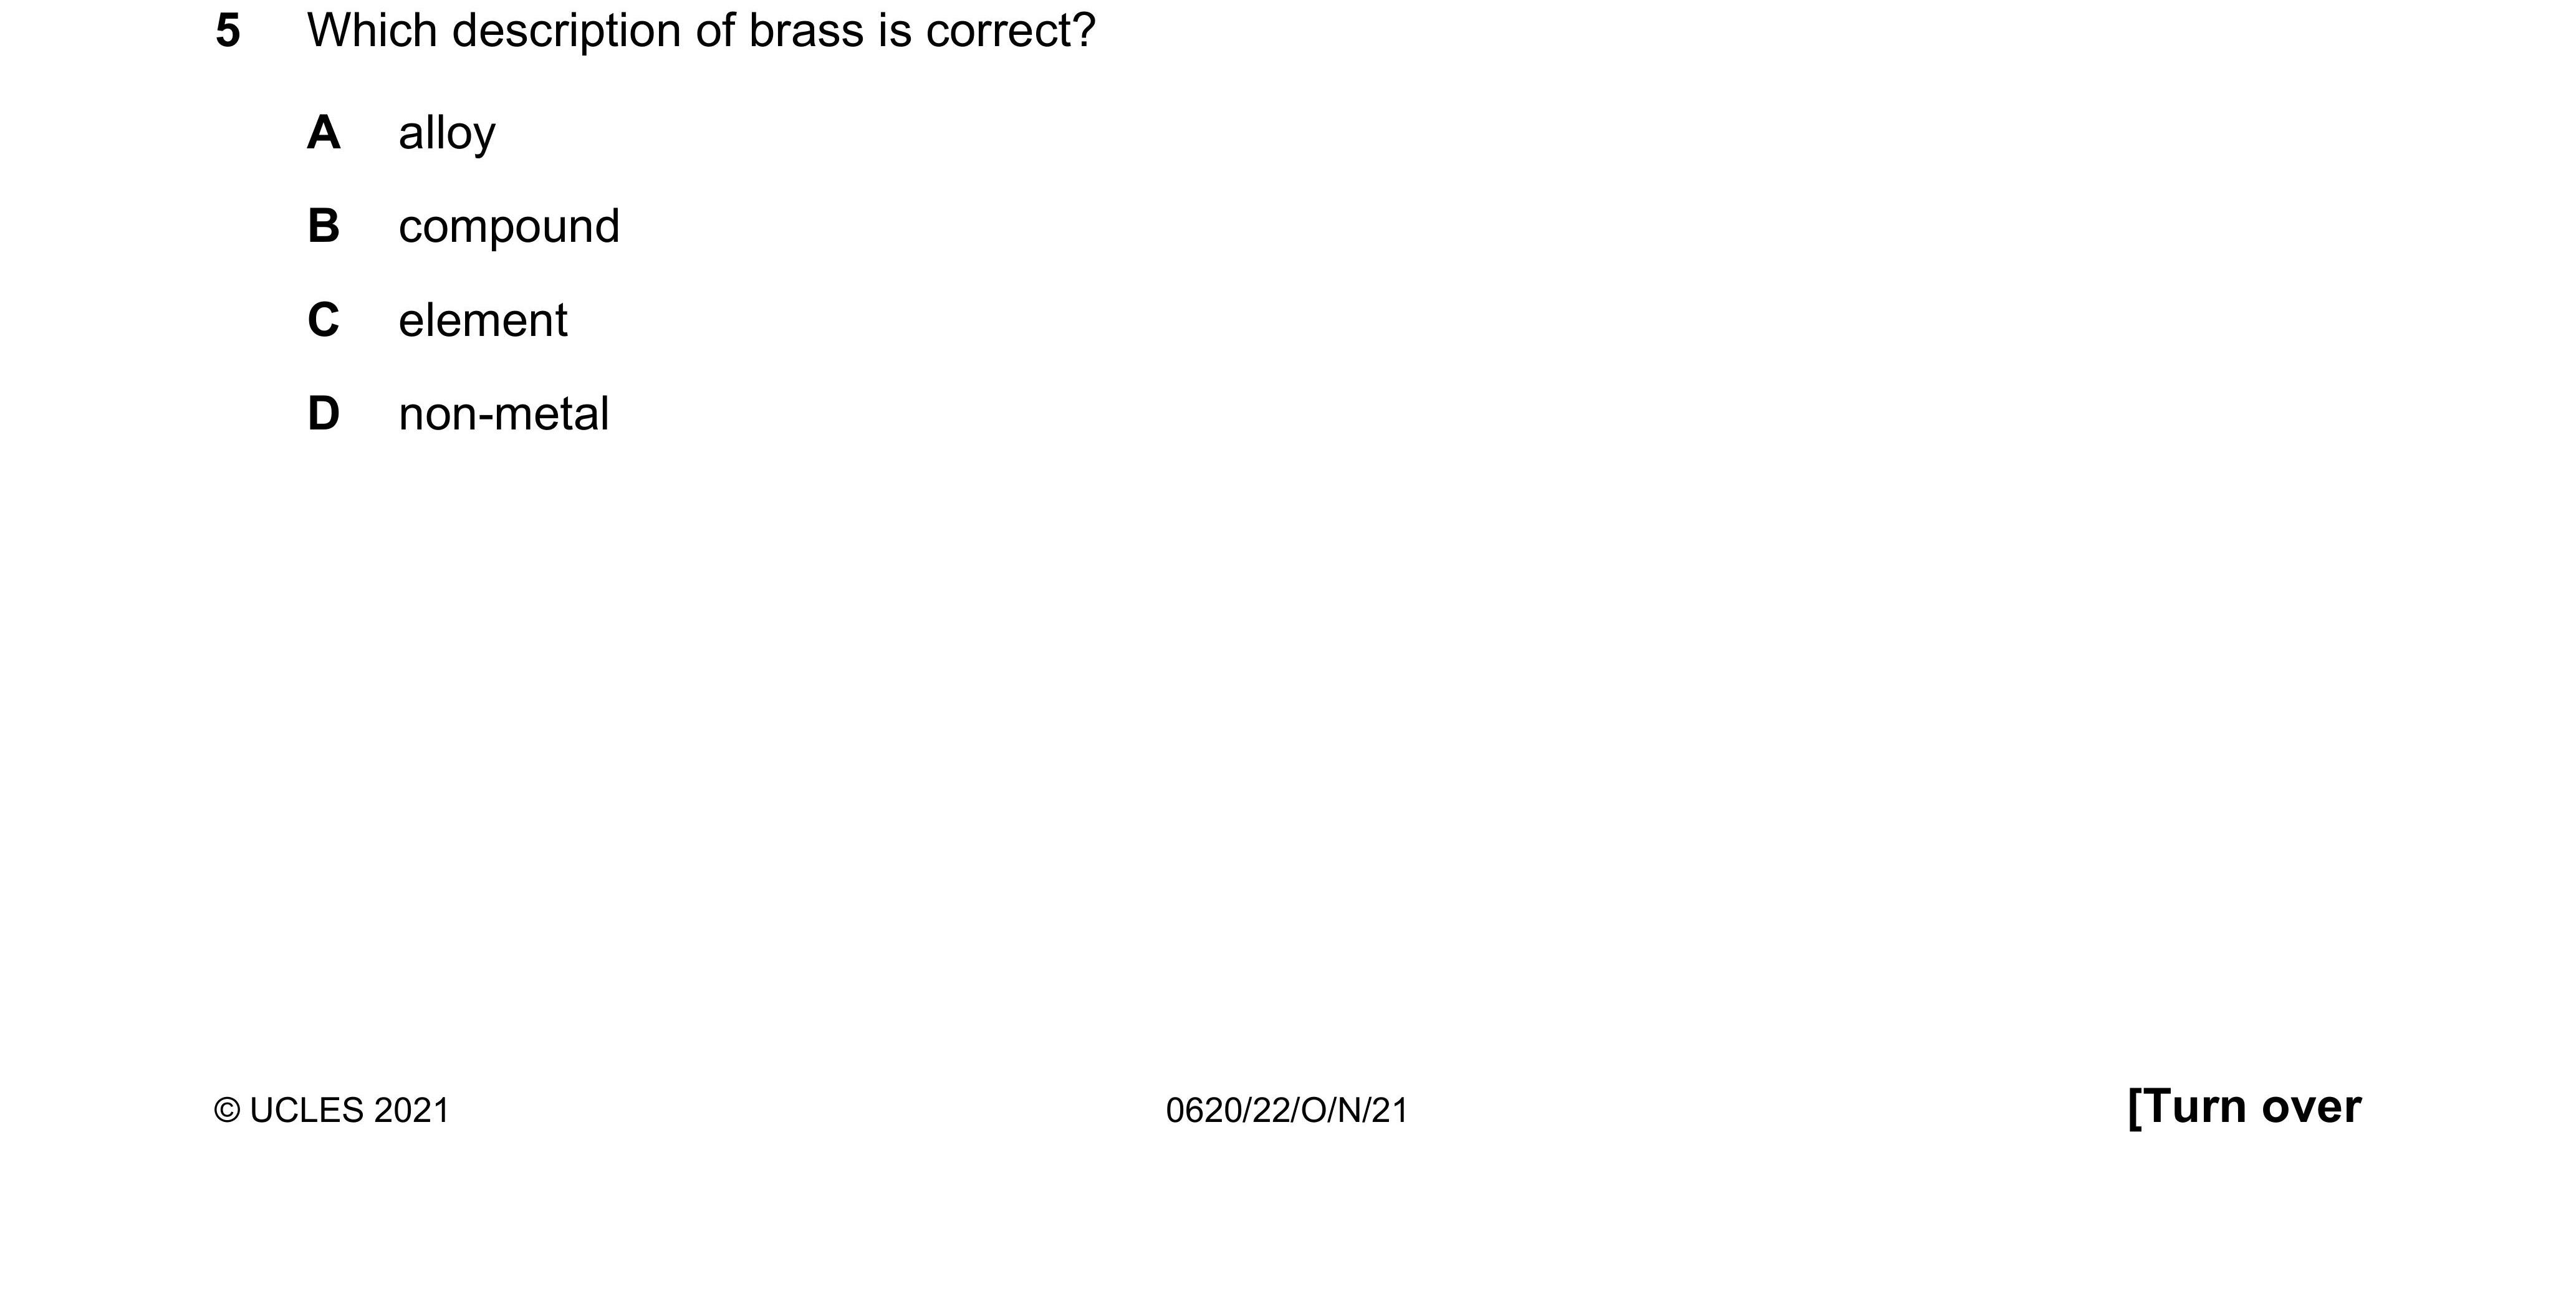 5 Which description of brass is correct?
A alloy
B compound
C element
D non-metal
© UCLES 2021 0620/22/O/N/21 [Turn over